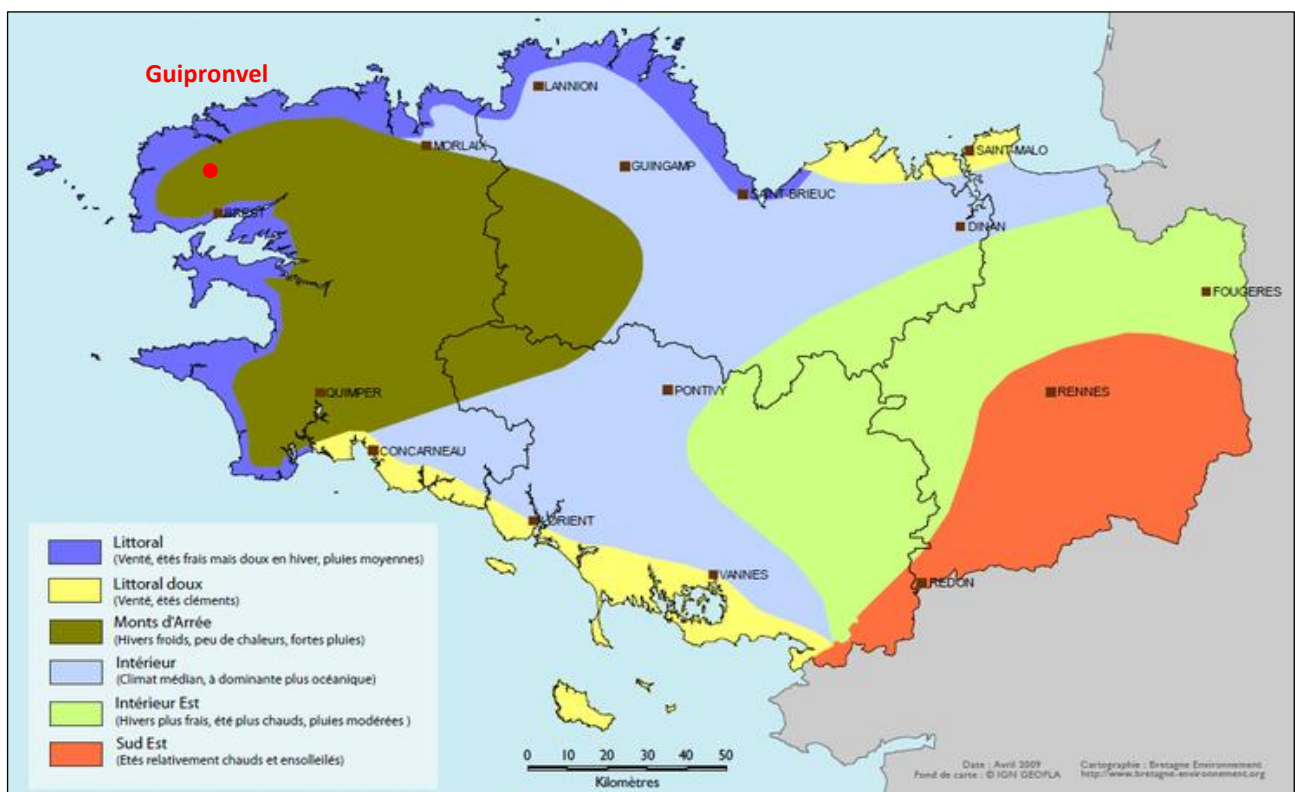 Guipronvel
LANNION
MORLAIX
GUINGAMP
SAINT-MALO
SAINT-BRIEUC
BREST
DINAN
FOUGERES
QUIMPER
PONTIVY
RENNES
CONCARNEAU
LORIENT
VANNES
REDON
Littoral
(Venté, étés frais mais doux en hiver, pluies moyennes)
Littoral doux
(Venté, étés cléments)
Monts d'Arrée
(Hivers froids, peu de chaleurs, fortes pluies)
Intérieur
(Climat médian, à dominante plus océanique)
Intérieur Est
(Hivers plus frais, été plus chauds, pluies modérées )
Sud Est
(Etés relativement chauds et ensolleilés)
0 10 20 30 40 50
Kilomètres
Date : Avril 2009
Fond de carte : © IGN GEOFLA
Cartographie : Bretagne Environnement
http://www.bretagne-environnement.org